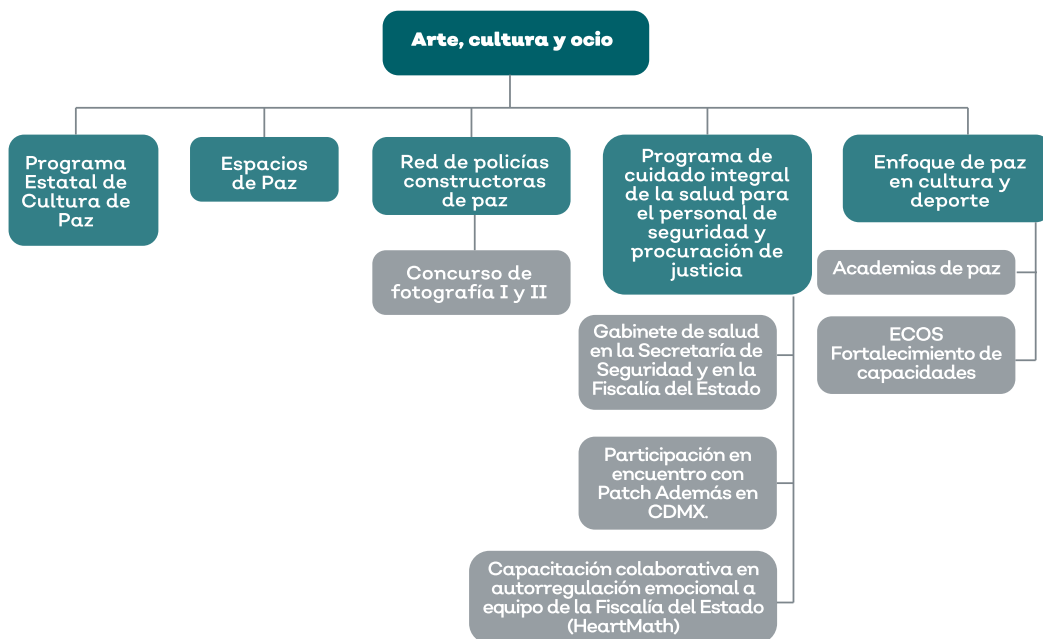 Arte, cultura y ocio
Programa
Estatal de
Cultura de
Paz
Espacios
de Paz
Red de policías
constructoras
de paz
Concurso de
fotografía I y II
Programa de
cuidado integral
de la salud para
el personal de
seguridad y
procuración de
justicia
Gabinete de salud
en la Secretaría de
Seguridad y en la
Fiscalía del Estado
Participación en
encuentro con
Patch Además en
CDMX.
Capacitación colaborativa en
autorregulación emocional a
equipo de la Fiscalía del Estado
(HeartMath)
Enfoque de paz
en cultura y
deporte
Academias de paz
ECOS
Fortalecimiento de
capacidades